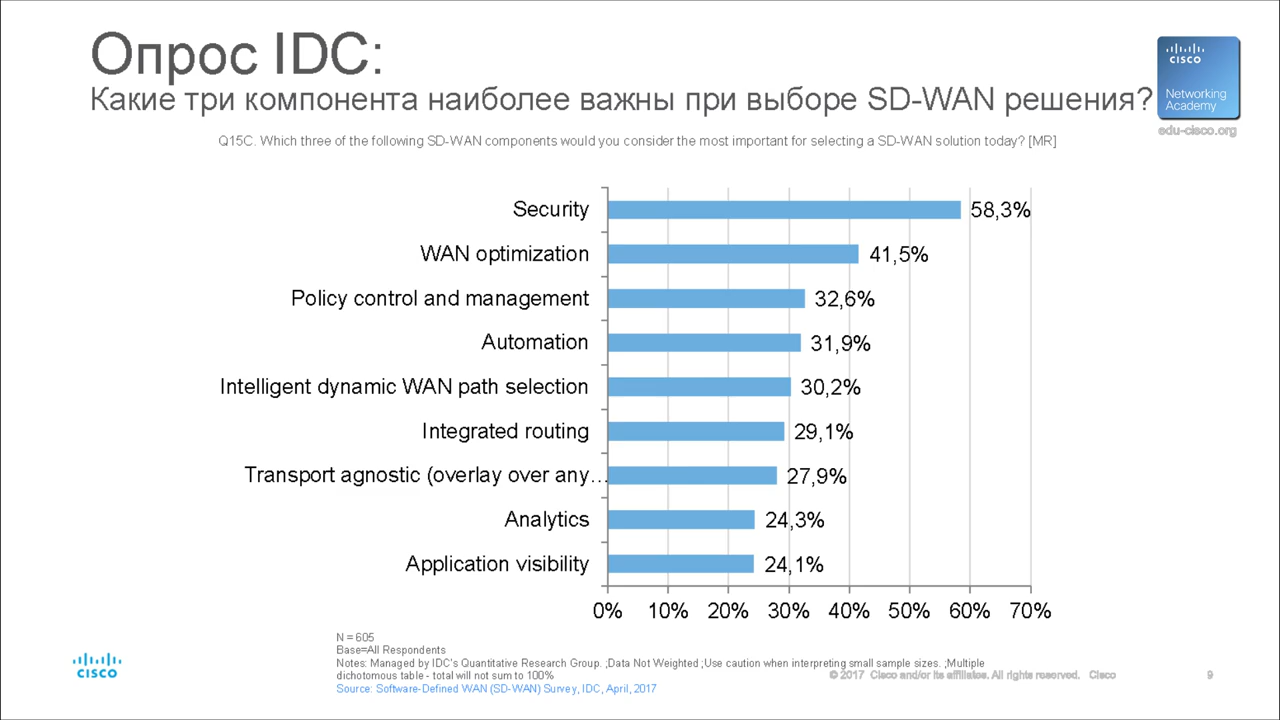 Опрос IDC:
Какие три компонента наиболее важны при выборе SD-WAN решения?
CISCO
Networking
Academy
edu-cisco.org
Q15C. Which three of the following SD-WAN components would you consider the most important for selecting a SD-WAN solution today? [MR]
Security 58,3%
WAN optimization 41,5%
Policy control and management 32,6%
Automation 31,9%
Intelligent dynamic WAN path selection 30,2%
Integrated routing 29,1%
Transport agnostic (overlay over any… 27,9%
Analytics 24,3%
Application visibility 24,1%
0% 10% 20% 30% 40% 50% 60% 70%
N = 605
Base=All Respondents
Notes: Managed by IDC's Quantitative Research Group. ;Data Not Weighted ;Use caution when interpreting small sample sizes. ;Multiple
dichotomous table - total will not sum to 100%
Source: Software-Defined WAN (SD-WAN) Survey, IDC, April, 2017
CISCO
© 2017 Cisco and/or its affiliates. All rights reserved. Cisco
9